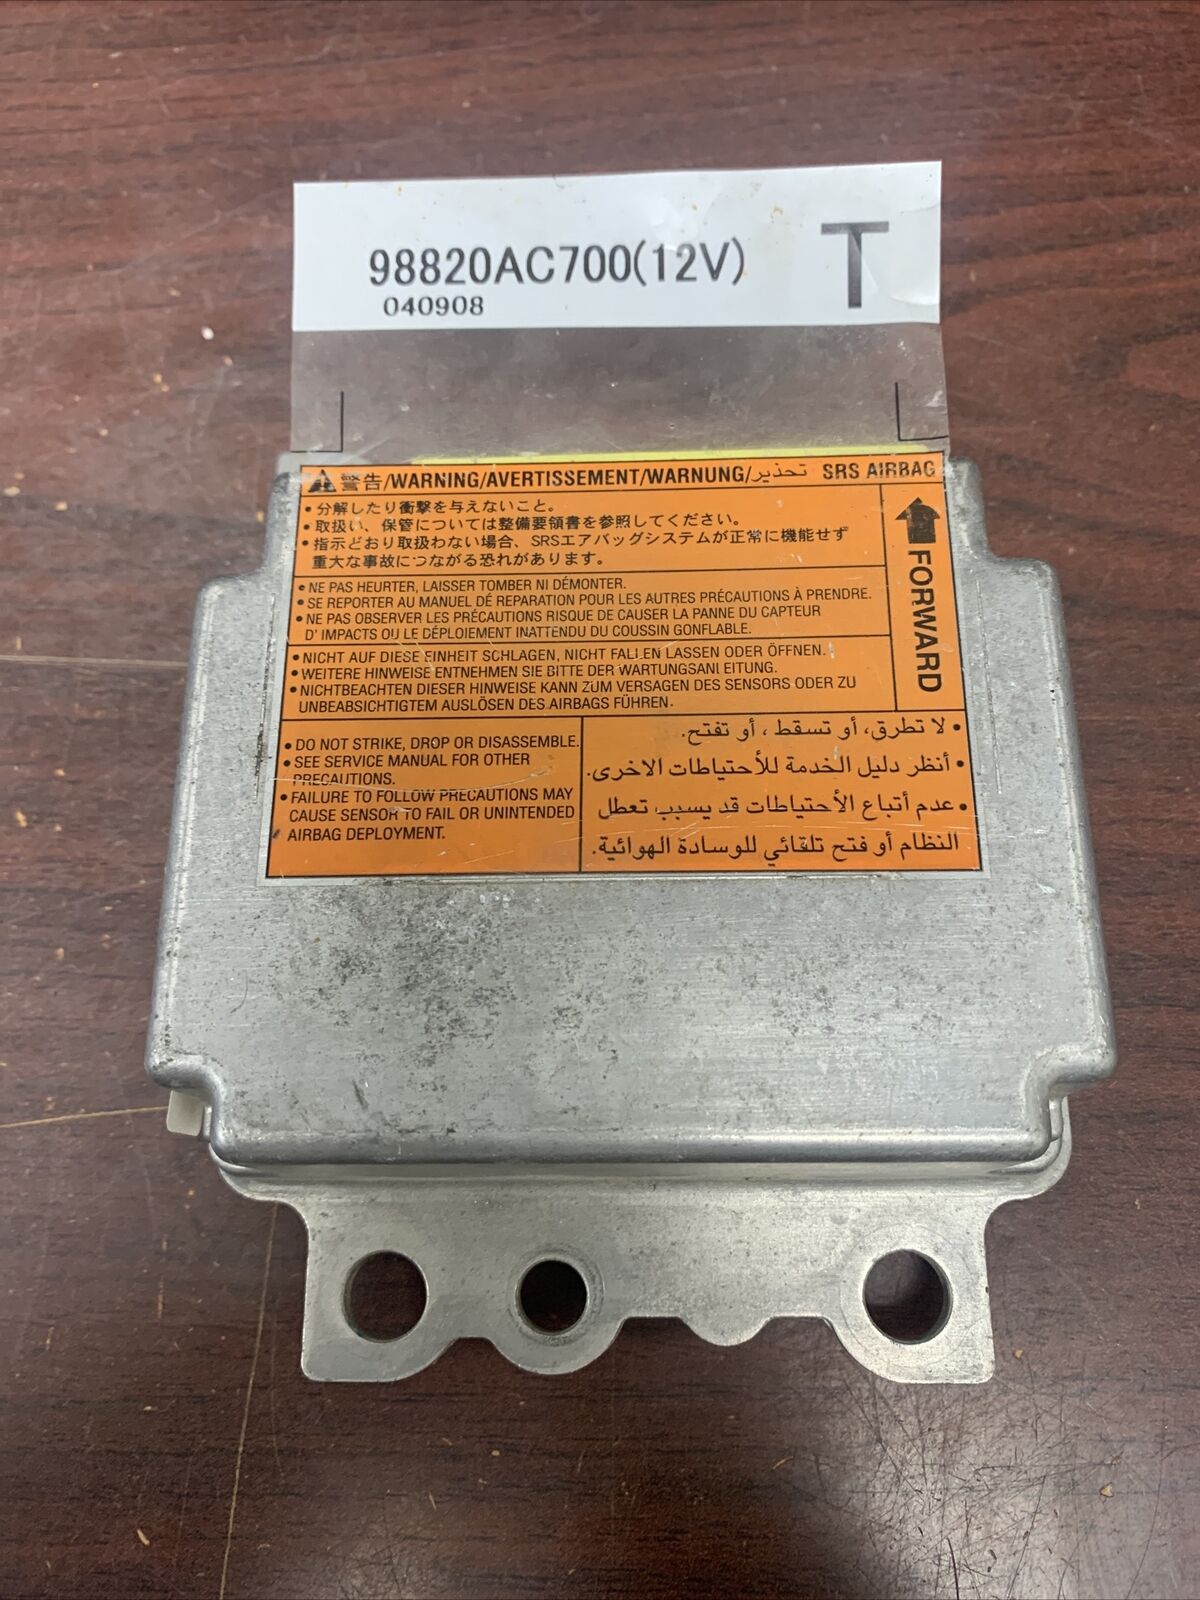 98820AC700(12V) T
040908
警告/WARNING/AVERTISSEMENT/WARNUNG/تحذير SRS AIRBAG
• 分解したり衝撃を与えないこと。
• 取扱い、保管については整備要領書を参照してください。
• 指示どおり取扱わない場合、SRSエアバッグシステムが正常に機能せず
重大な事故につながる恐れがあります。
FORWARD
• NE PAS HEURTER, LAISSER TOMBER NI DÉMONTER.
• SE REPORTER AU MANUEL DÉ REPARATION POUR LES AUTRES PRÉCAUTIONS À PRENDRE.
• NE PAS OBSERVER LES PRÉCAUTIONS RISQUE DE CAUSER LA PANNE DU CAPTEUR
D' IMPACTS OU LE DÉPLOIEMENT INATTENDU DU COUSSIN GONFLABLE.
• NICHT AUF DIESE EINHEIT SCHLAGEN, NICHT FALLEN LASSEN ODER ÖFFNEN.
• WEITERE HINWEISE ENTNEHMEN SIE BITTE DER WARTUNGSANLEITUNG.
• NICHTBEACHTEN DIESER HINWEISE KANN ZUM VERSAGEN DES SENSORS ODER ZU
UNBEABSICHTIGTEM AUSLÖSEN DES AIRBAGS FÜHREN.
• DO NOT STRIKE, DROP OR DISASSEMBLE.
• SEE SERVICE MANUAL FOR OTHER
PRECAUTIONS.
• FAILURE TO FOLLOW PRECAUTIONS MAY
CAUSE SENSOR TO FAIL OR UNINTENDED
AIRBAG DEPLOYMENT.
• لا تطرق، أو تسقط ، أو تفتح.
• أنظر دليل الخدمة للأحتياطات الاخرى.
• عدم أتباع الأحتياطات قد يسبب تعطل
النظام أو فتح تلقائي للوسادة الهوائية.